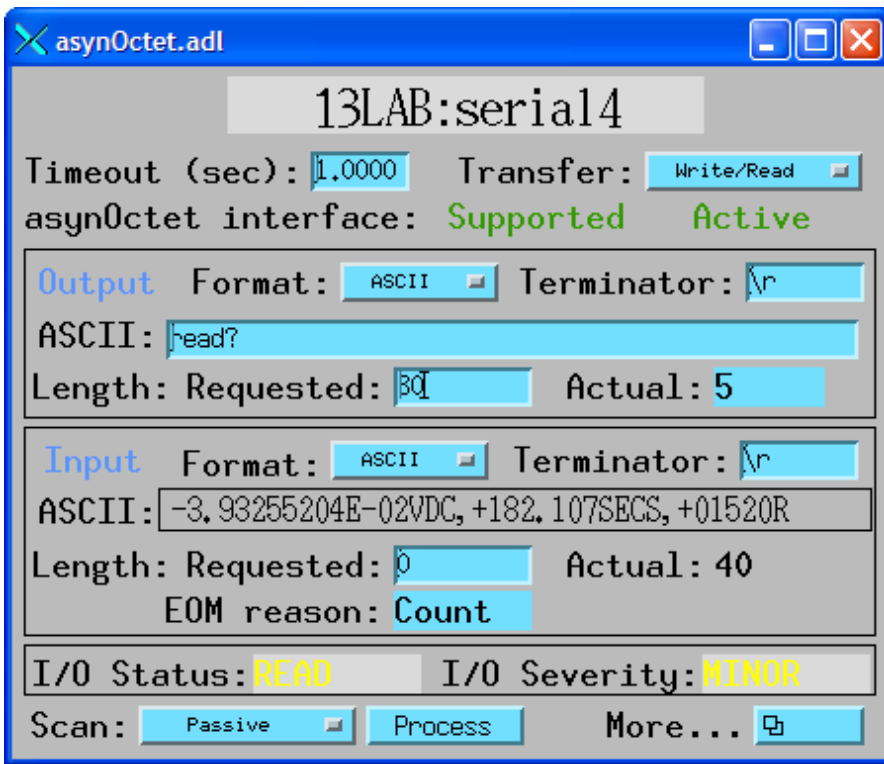 asynOctet.adl
13LAB:serial4
Timeout (sec): 1.0000 Transfer: Write/Read
asynOctet interface: Supported Active
Output Format: ASCII Terminator: \r
ASCII: read?
Length: Requested: 80 Actual: 5
Input Format: ASCII Terminator: \r
ASCII: -3.93255204E-02VDC,+182.107SECS,+01520R
Length: Requested: 0 Actual: 40
EOM reason: Count
I/O Status: READ I/O Severity: MINOR
Scan: Passive Process More...